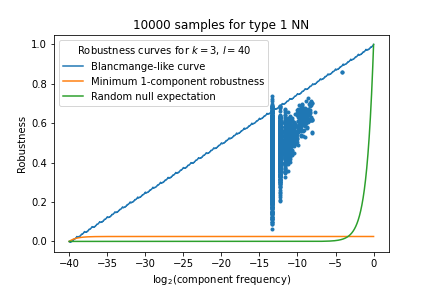 10000 samples for type 1 NN
Robustness curves for k = 3, l = 40
Blancmange-like curve
Minimum 1-component robustness
Random null expectation
Robustness
1.0
0.8
0.6
0.4
0.2
0.0
−40 −35 −30 −25 −20 −15 −10 −5 0
log₂(component frequency)